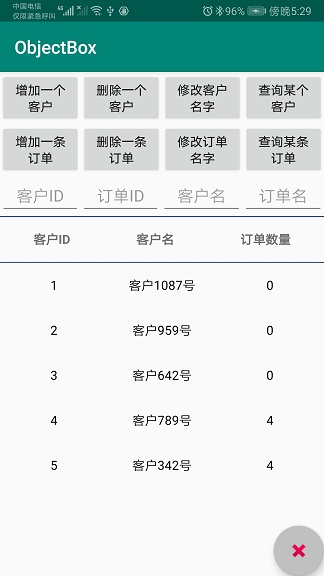 中国电信
仅限紧急呼叫 96% 傍晚5:29
ObjectBox
增加一个客户 删除一个客户 修改客户名字 查询某个客户
增加一条订单 删除一条订单 修改订单名字 查询某条订单
客户ID 订单ID 客户名 订单名
客户ID 客户名 订单数量
1 客户1087号 0
2 客户959号 0
3 客户642号 0
4 客户789号 4
5 客户342号 4